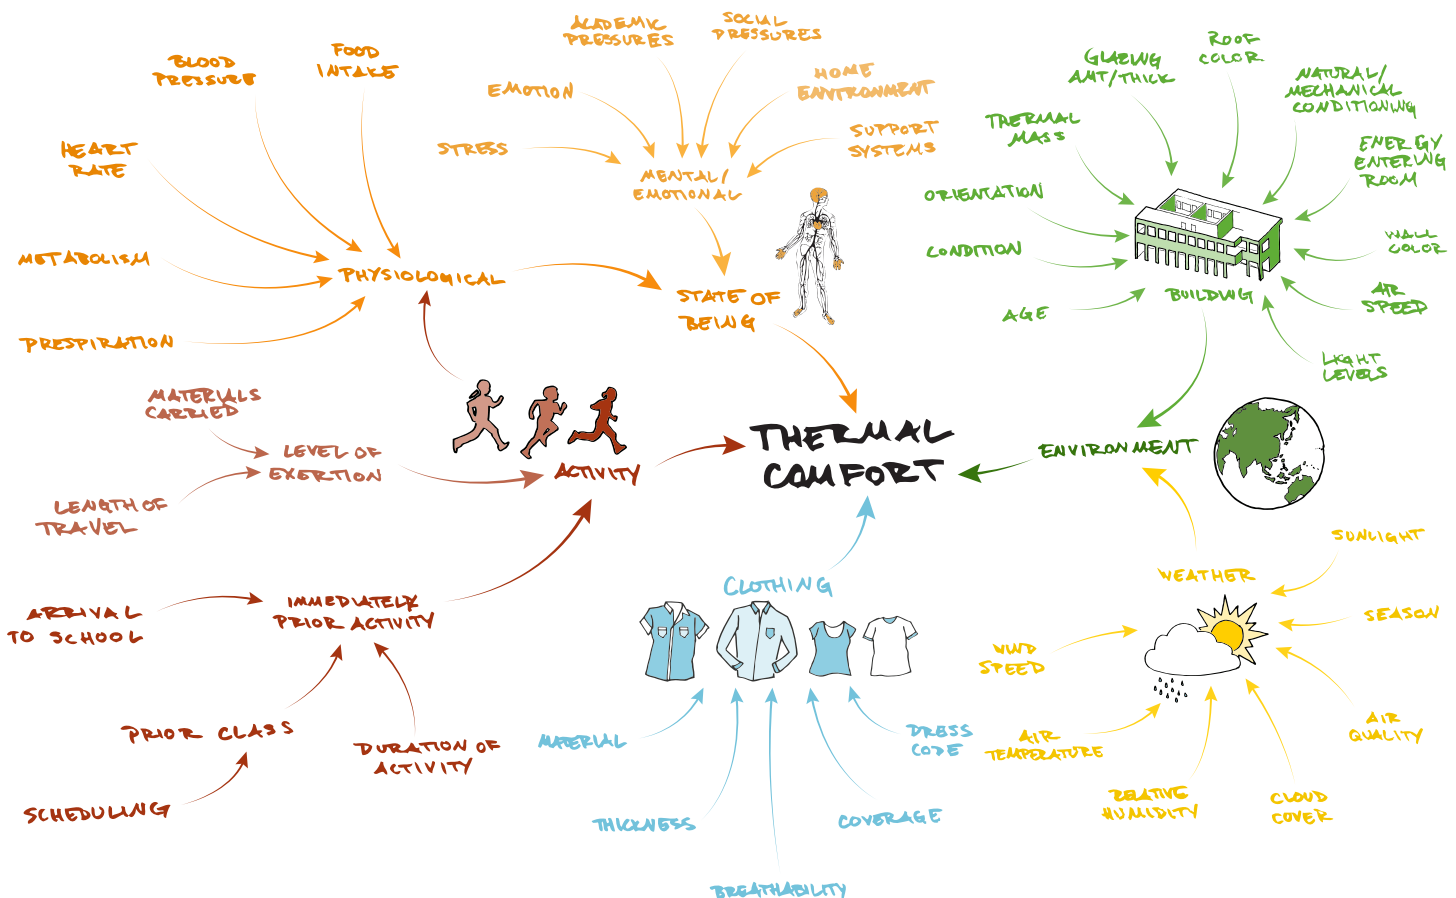 ACADEMIC
PRESSURES
SOCIAL
PRESSURES
ROOF
COLOR
BLOOD
PRESSURE
FOOD
INTAKE
EMOTION
HOME
ENVIRONMENT
GLAZING
AMT/THICK
NATURAL/
MECHANICAL
CONDITIONING
HEART
RATE
STRESS
SUPPORT
SYSTEMS
THERMAL
MASS
ENERGY
ENTERING
ROOM
MENTAL/
EMOTIONAL
ORIENTATION
METABOLISM
PHYSIOLOGICAL
CONDITION
WALL
COLOR
STATE OF
BEING
BUILDING
AIR
SPEED
AGE
PRESPIRATION
LIGHT
LEVELS
MATERIALS
CARRIED
LEVEL OF
EXERTION
ACTIVITY
THERMAL
COMFORT
ENVIRONMENT
LENGTH OF
TRAVEL
SUNLIGHT
CLOTHING
WEATHER
ARRIVAL
TO SCHOOL
IMMEDIATELY
PRIOR ACTIVITY
SEASON
WIND
SPEED
PRIOR CLASS
DURATION OF
ACTIVITY
MATERIAL
DRESS
CODE
AIR
TEMPERATURE
AIR
QUALITY
SCHEDULING
THICKNESS
COVERAGE
RELATIVE
HUMIDITY
CLOUD
COVER
BREATHABILITY